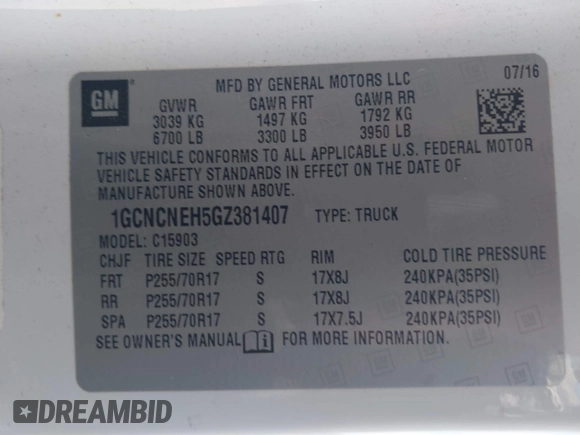 GM
MFD BY GENERAL MOTORS LLC 07/16
GVWR GAWR FRT GAWR RR
3039 KG 1497 KG 1792 KG
6700 LB 3300 LB 3950 LB
THIS VEHICLE CONFORMS TO ALL APPLICABLE U.S. FEDERAL MOTOR
VEHICLE SAFETY STANDARDS IN EFFECT ON THE DATE OF
MANUFACTURE SHOWN ABOVE.
1GCNCNEH5GZ381407 TYPE: TRUCK
MODEL: C15903
CHJF TIRE SIZE SPEED RTG RIM COLD TIRE PRESSURE
FRT P255/70R17 S 17X8J 240KPA(35PSI)
RR P255/70R17 S 17X8J 240KPA(35PSI)
SPA P255/70R17 S 17X7.5J 240KPA(35PSI)
SEE OWNER'S MANUAL FOR MORE INFORMATION.
DREAMBID